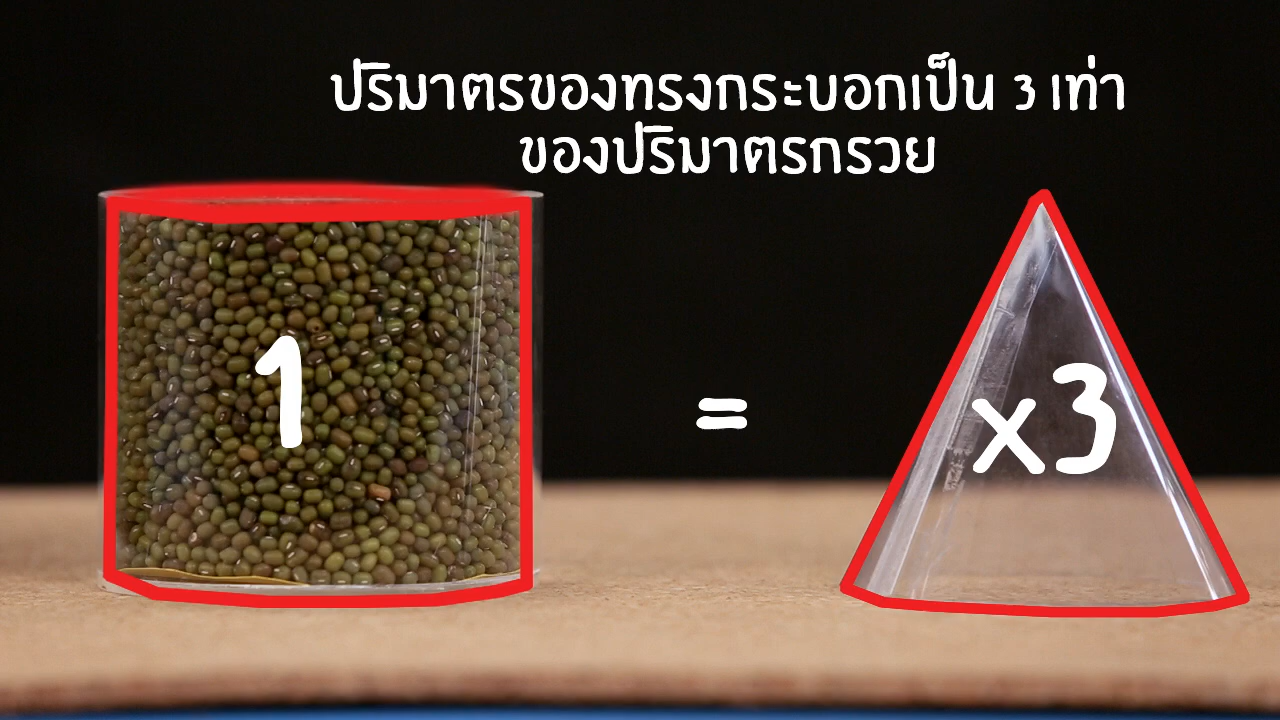 ปริมาตรของทรงกระบอกเป็น 3 เท่า
ของปริมาตรกรวย
1 = x3